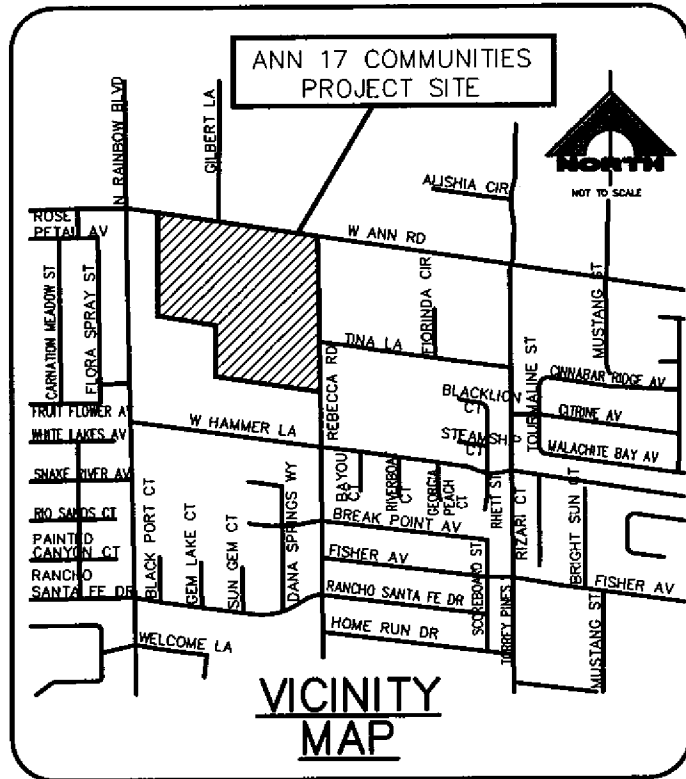 ANN 17 COMMUNITIES
PROJECT SITE
N RAINBOW BLVD
GILBERT LA
ALISHIA CIR
NORTH
NOT TO SCALE
ROSE
PETAL AV
W ANN RD
CARNATION MEADOW ST
FLORA SPRAY ST
FIORINDA CIR
MUSTANG ST
TINA LA
REBECCA RD
TOURMALINE ST
CINNABAR RIDGE AV
BLACKLION
CT
CITRINE AV
FRUIT FLOWER AV
W HAMMER LA
WHITE LAKES AV
STEAMSHIP
CT
MALACHITE BAY AV
SNAKE RIVER AV
BAYOU
CT
RIVERBOA
CT
GEORGIA
PEACH
CT
RHETT ST
RIZARI CT
BRIGHT SUN CT
RIO SANDS CT
BLACK PORT CT
GEM LAKE CT
SUN GEM CT
DANA SPRINGS WY
BREAK POINT AV
PAINTED
CANYON CT
FISHER AV
FISHER AV
RANCHO
SANTA FE DR
RANCHO SANTA FE DR
SCOREBOARD ST
TORREY PINES
MUSTANG ST
WELCOME LA
HOME RUN DR
VICINITY
MAP